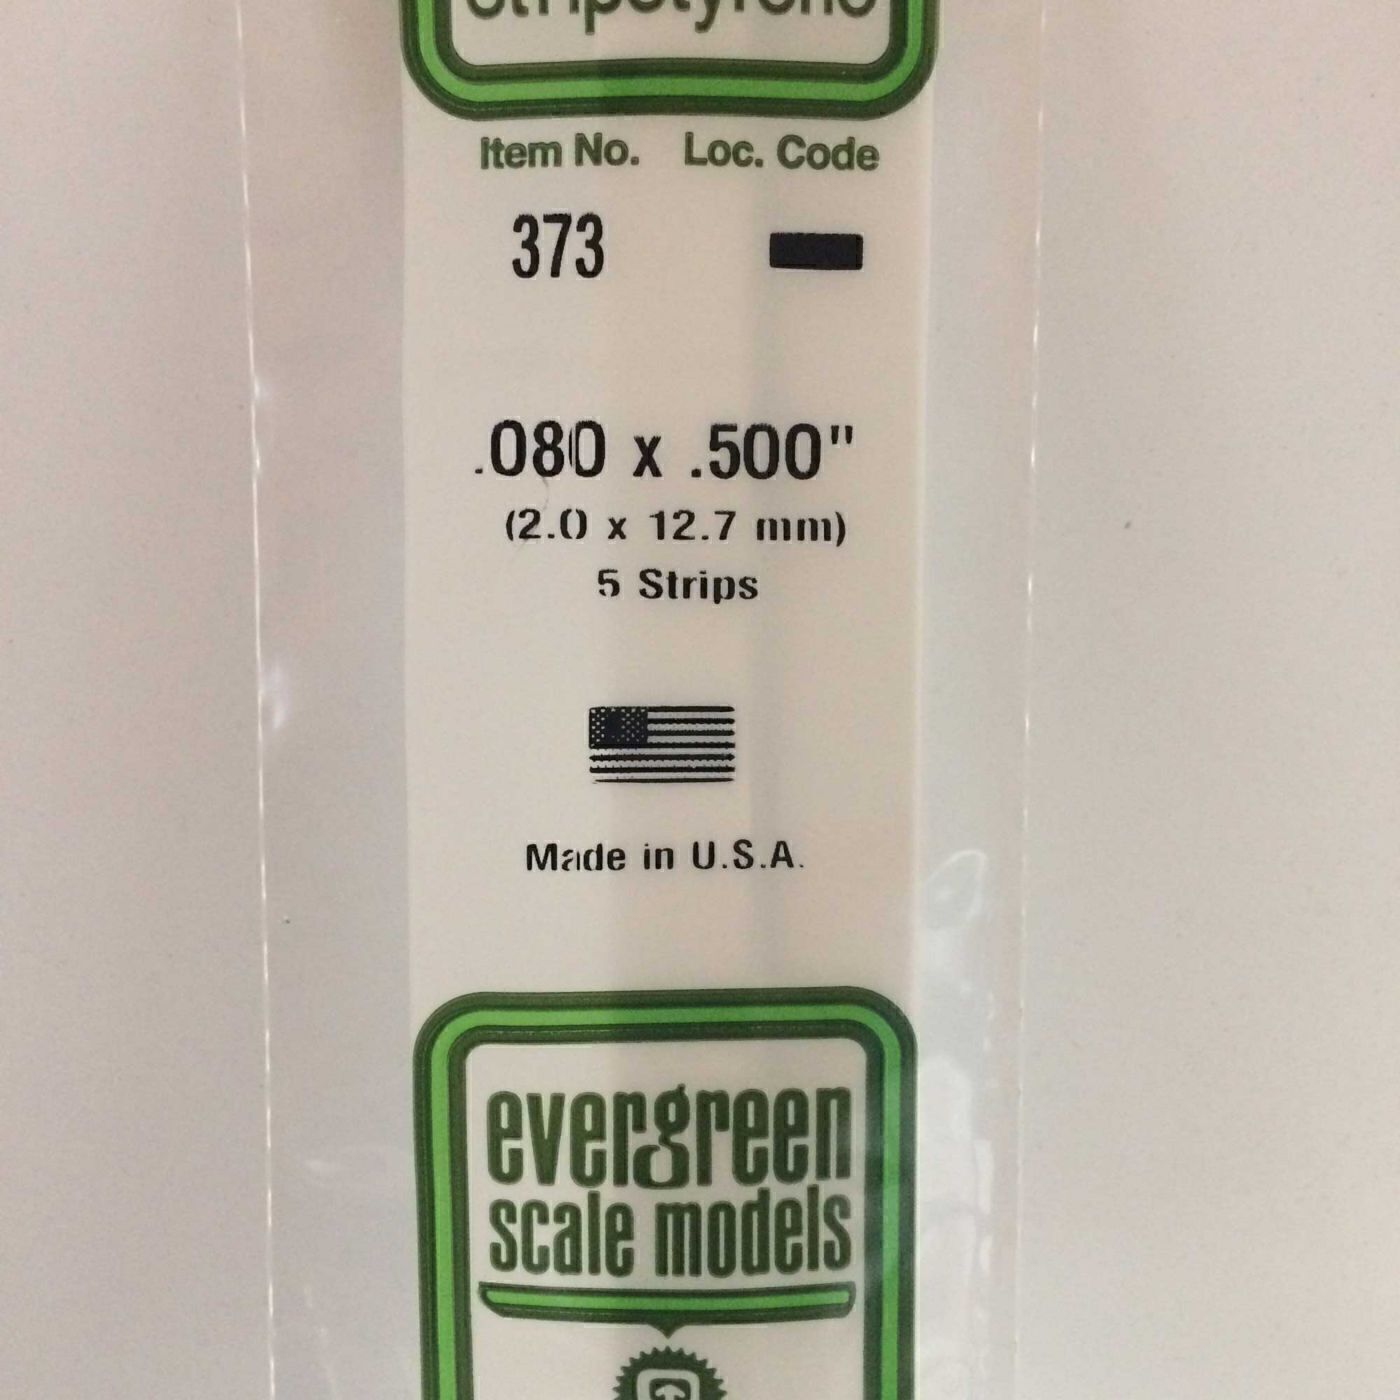 stripstyrene
Item No. Loc. Code
373
.080 x .500"
(2.0 x 12.7 mm)
5 Strips
Made in U.S.A.
evergreen
scale models